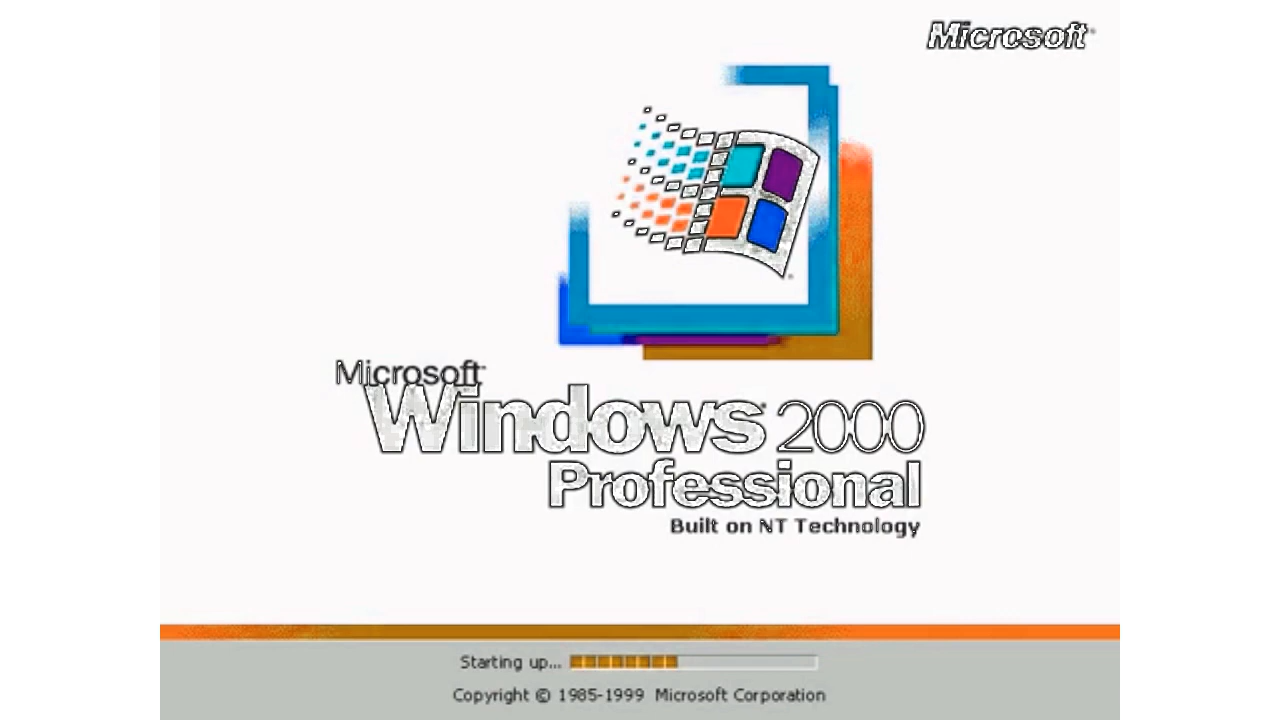 Microsoft
Microsoft
Windows 2000
Professional
Built on NT Technology
Starting up...
Copyright © 1985-1999 Microsoft Corporation